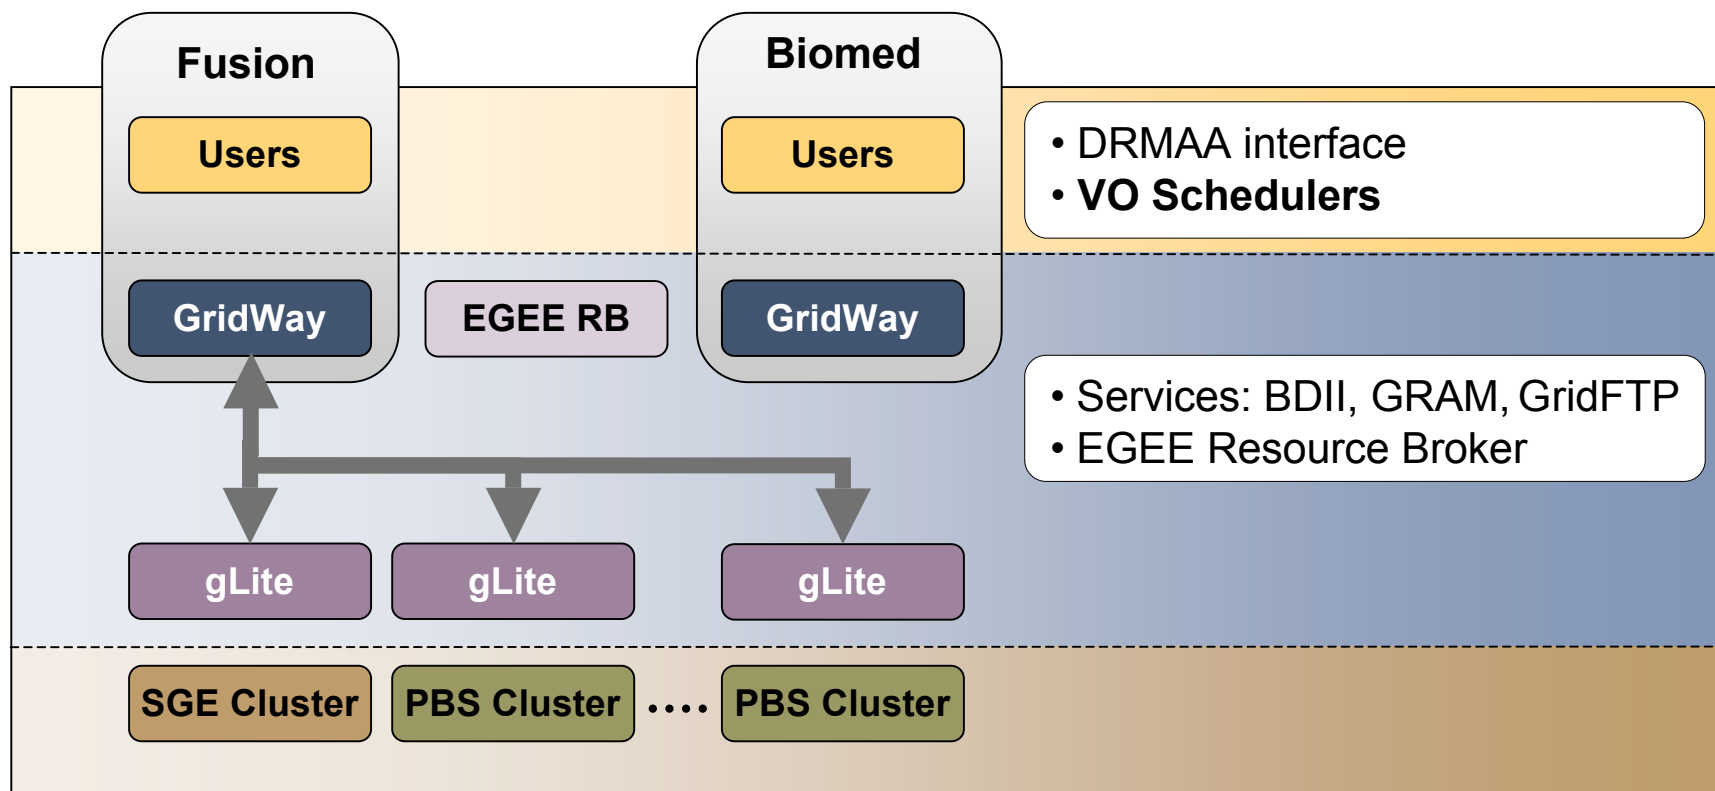 Fusion
Biomed
Users
Users
• DRMAA interface
• VO Schedulers
GridWay
EGEE RB
GridWay
• Services: BDII, GRAM, GridFTP
• EGEE Resource Broker
gLite
gLite
gLite
SGE Cluster
PBS Cluster
....
PBS Cluster